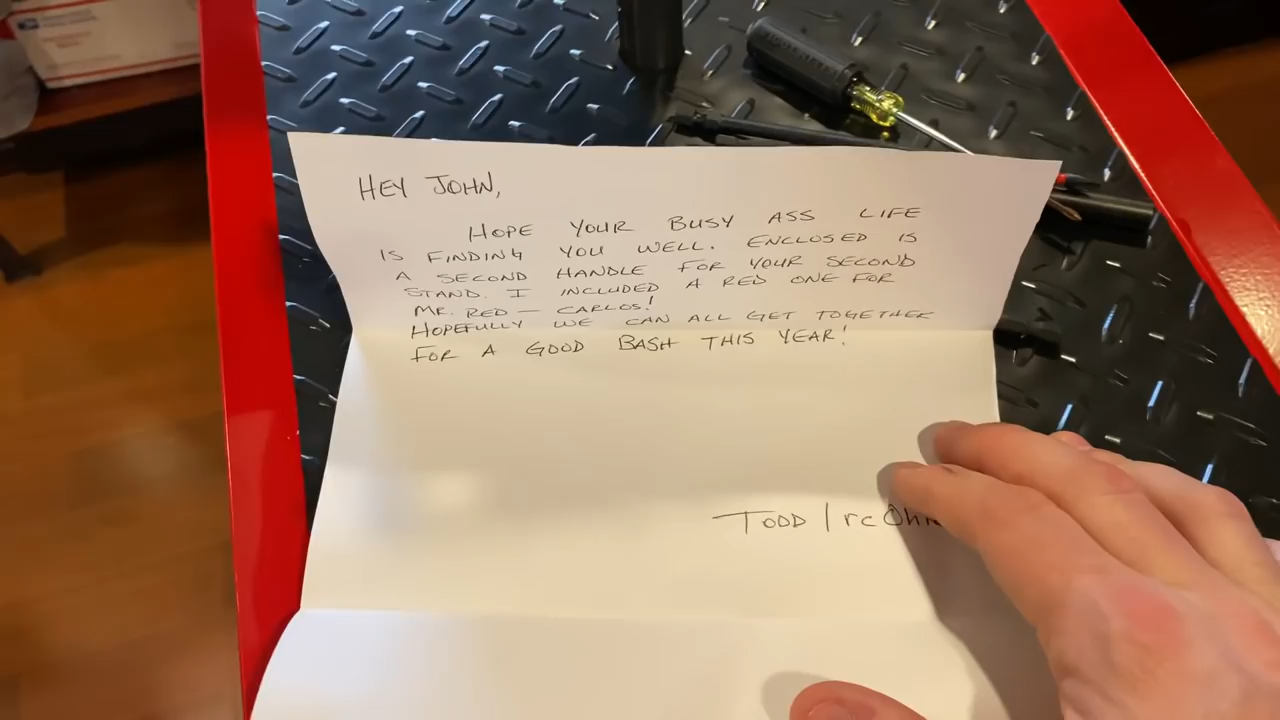 HEY JOHN,
HOPE YOUR BUSY ASS LIFE
IS FINDING YOU WELL. ENCLOSED IS
A SECOND HANDLE FOR YOUR SECOND
STAND. I INCLUDED A RED ONE FOR
MR. RED — CARLOS!
HOPEFULLY WE CAN ALL GET TOGETHER
FOR A GOOD BASH THIS YEAR!
TODD / rc